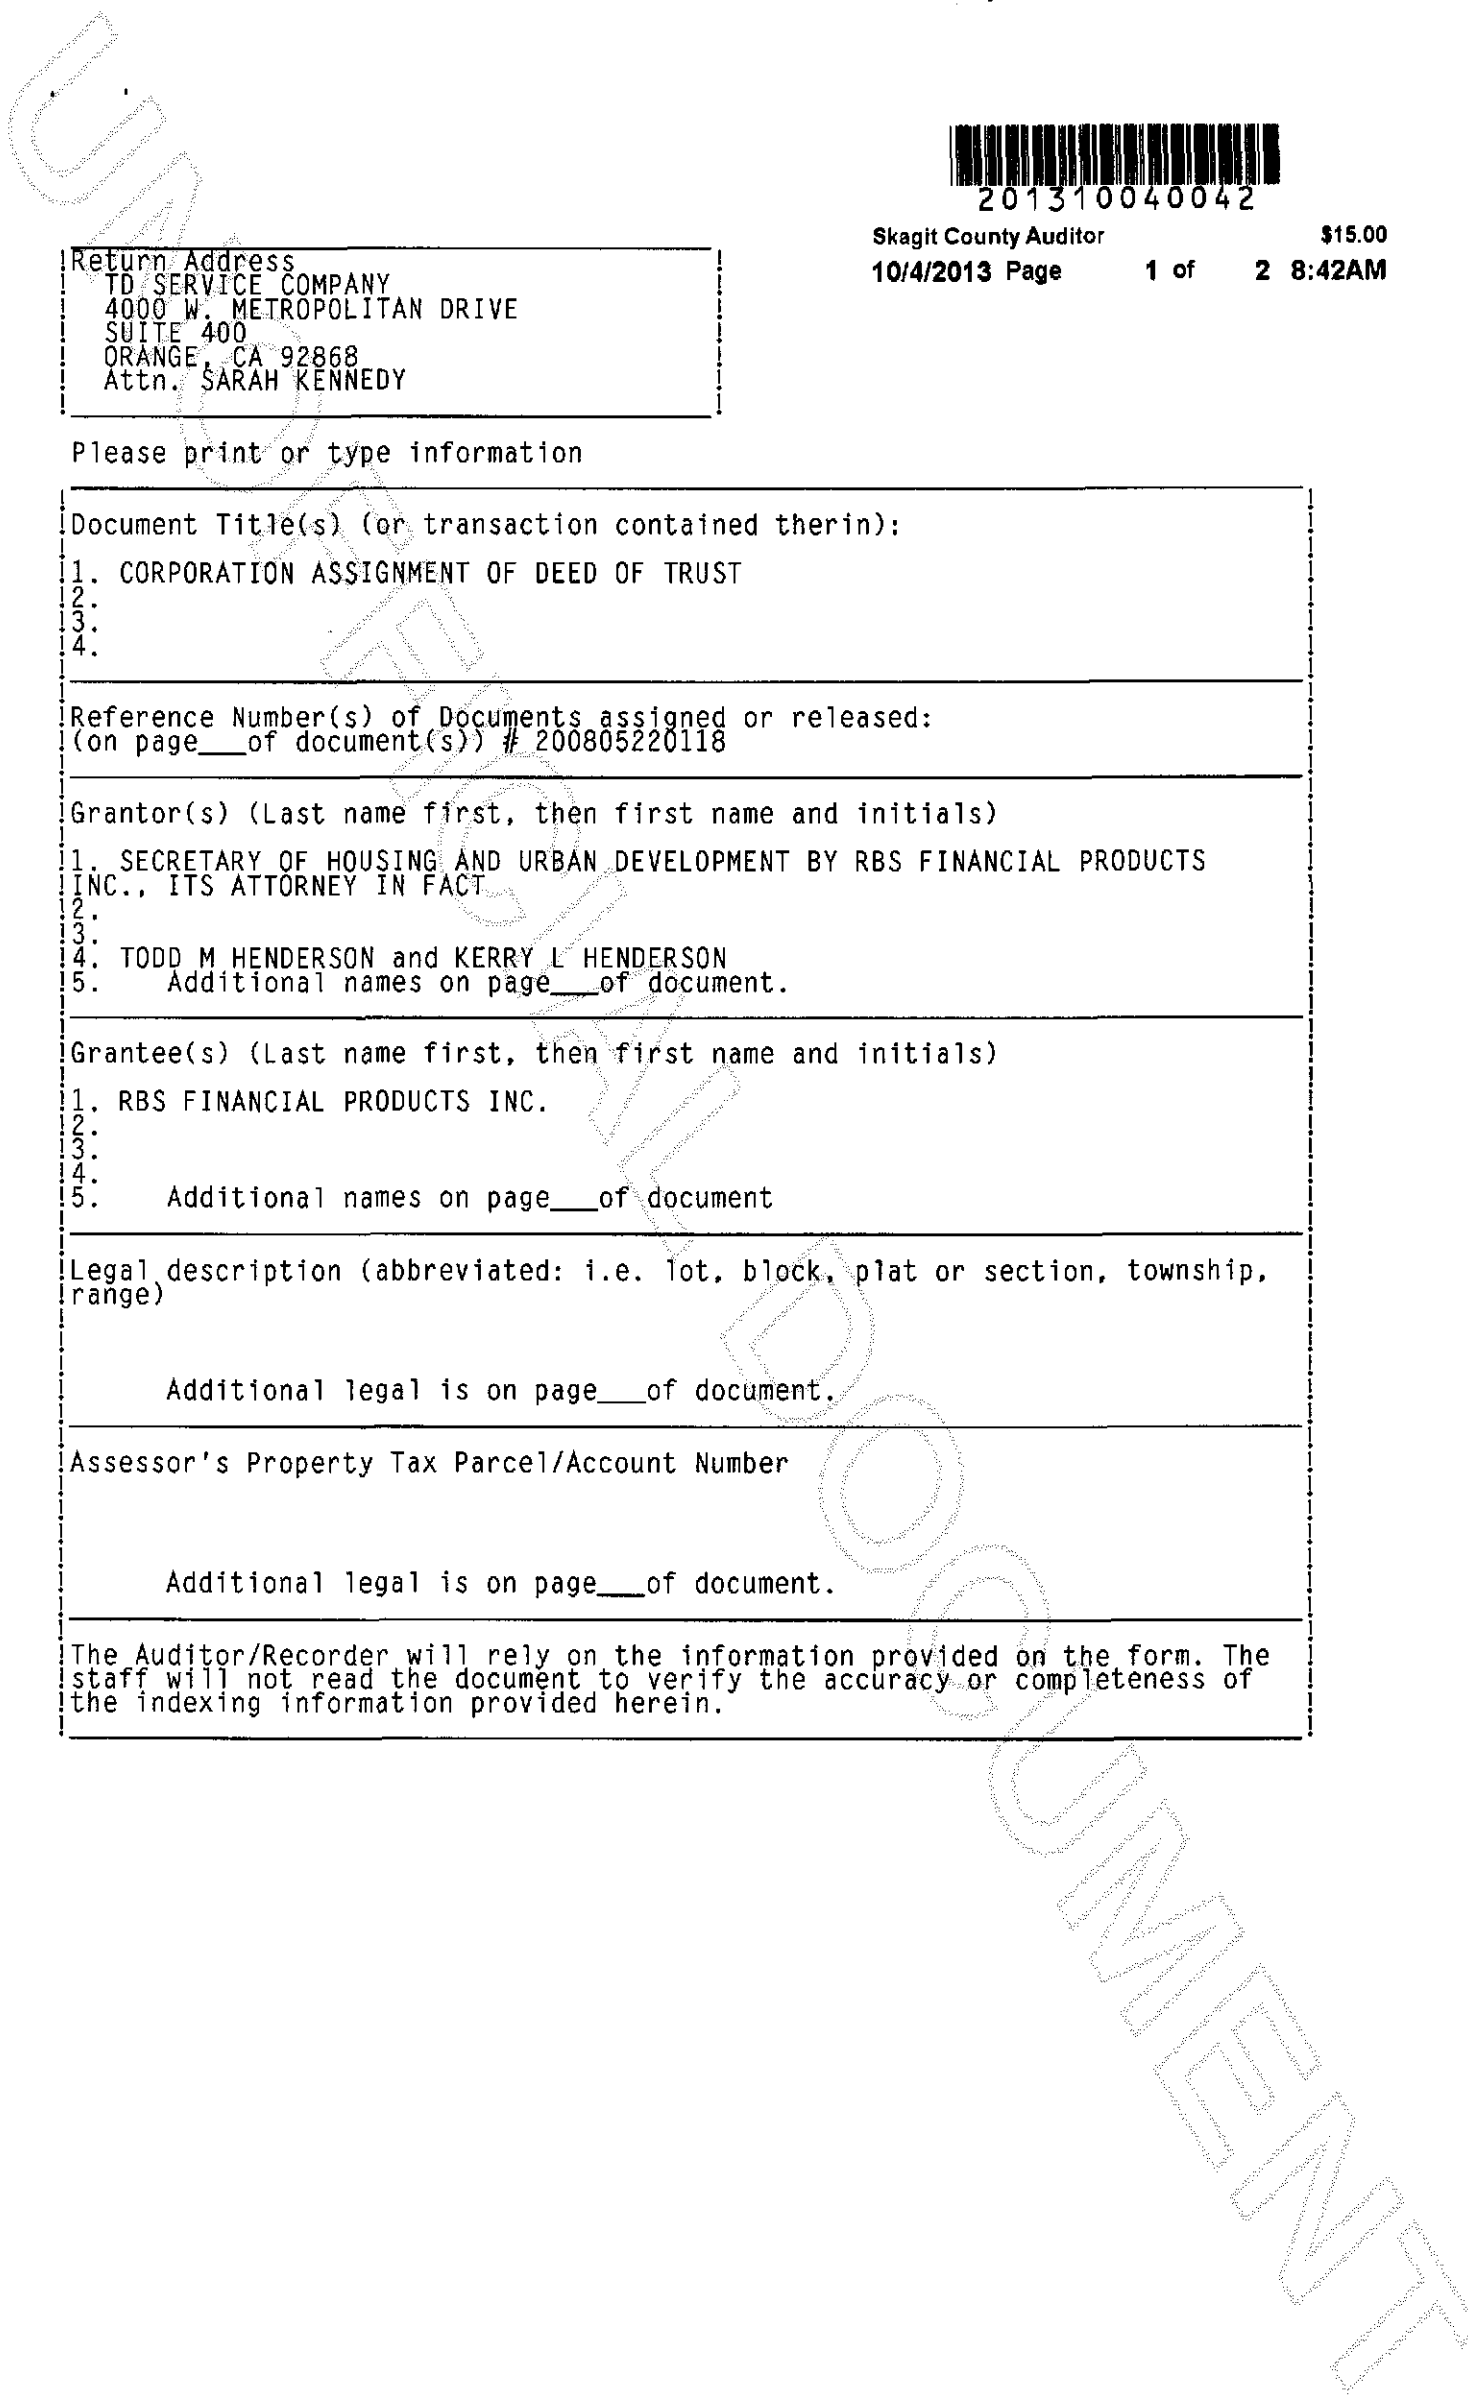 201310040042
Skagit County Auditor $15.00
10/4/2013 Page 1 of 2 8:42AM
Return Address
TD SERVICE COMPANY
4000 W. METROPOLITAN DRIVE
SUITE 400
ORANGE, CA 92868
Attn. SARAH KENNEDY
Please print or type information
Document Title(s) (or transaction contained therin):
1. CORPORATION ASSIGNMENT OF DEED OF TRUST
2.
3.
4.
Reference Number(s) of Documents assigned or released:
(on page___of document(s)) # 200805220118
Grantor(s) (Last name first, then first name and initials)
1. SECRETARY OF HOUSING AND URBAN DEVELOPMENT BY RBS FINANCIAL PRODUCTS
INC., ITS ATTORNEY IN FACT
2.
3.
4. TODD M HENDERSON and KERRY L HENDERSON
5. Additional names on page___of document.
Grantee(s) (Last name first, then first name and initials)
1. RBS FINANCIAL PRODUCTS INC.
2.
3.
4.
5. Additional names on page___of document
Legal description (abbreviated: i.e. lot, block, plat or section, township,
range)
Additional legal is on page___of document.
Assessor's Property Tax Parcel/Account Number
Additional legal is on page___of document.
The Auditor/Recorder will rely on the information provided on the form. The
staff will not read the document to verify the accuracy or completeness of
the indexing information provided herein.
UNOFFICIAL DOCUMENT